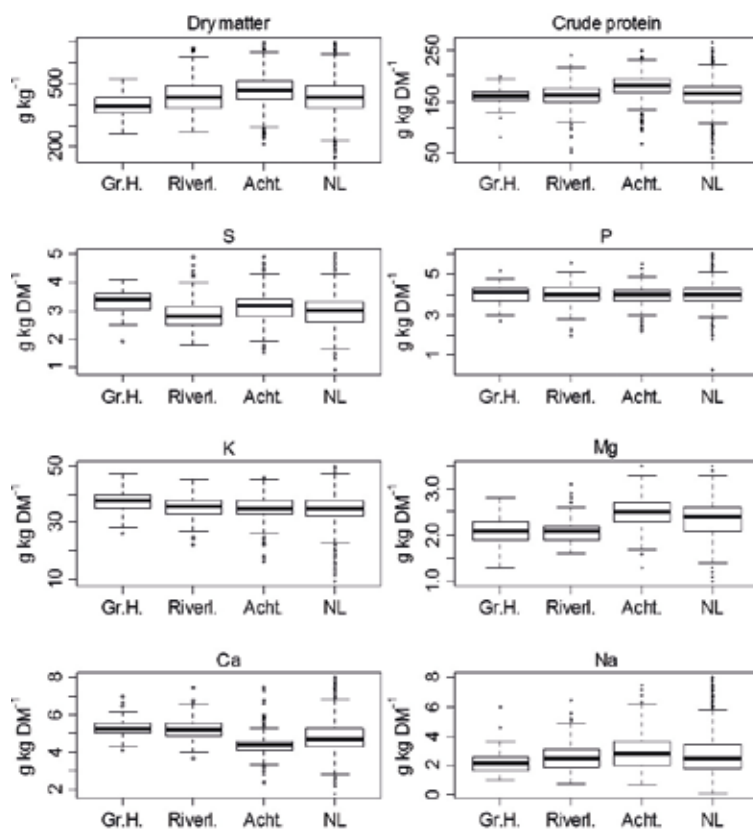 Dry matter
g kg⁻¹
500
200
Gr.H. Riverl. Acht. NL
Crude protein
g kg DM⁻¹
250
150
50
Gr.H. Riverl. Acht. NL
S
g kg DM⁻¹
5
4
3
2
1
Gr.H. Riverl. Acht. NL
P
g kg DM⁻¹
5
3
1
Gr.H. Riverl. Acht. NL
K
g kg DM⁻¹
50
30
10
Gr.H. Riverl. Acht. NL
Mg
g kg DM⁻¹
3.0
2.0
1.0
Gr.H. Riverl. Acht. NL
Ca
g kg DM⁻¹
8
6
4
2
Gr.H. Riverl. Acht. NL
Na
g kg DM⁻¹
8
6
4
2
0
Gr.H. Riverl. Acht. NL